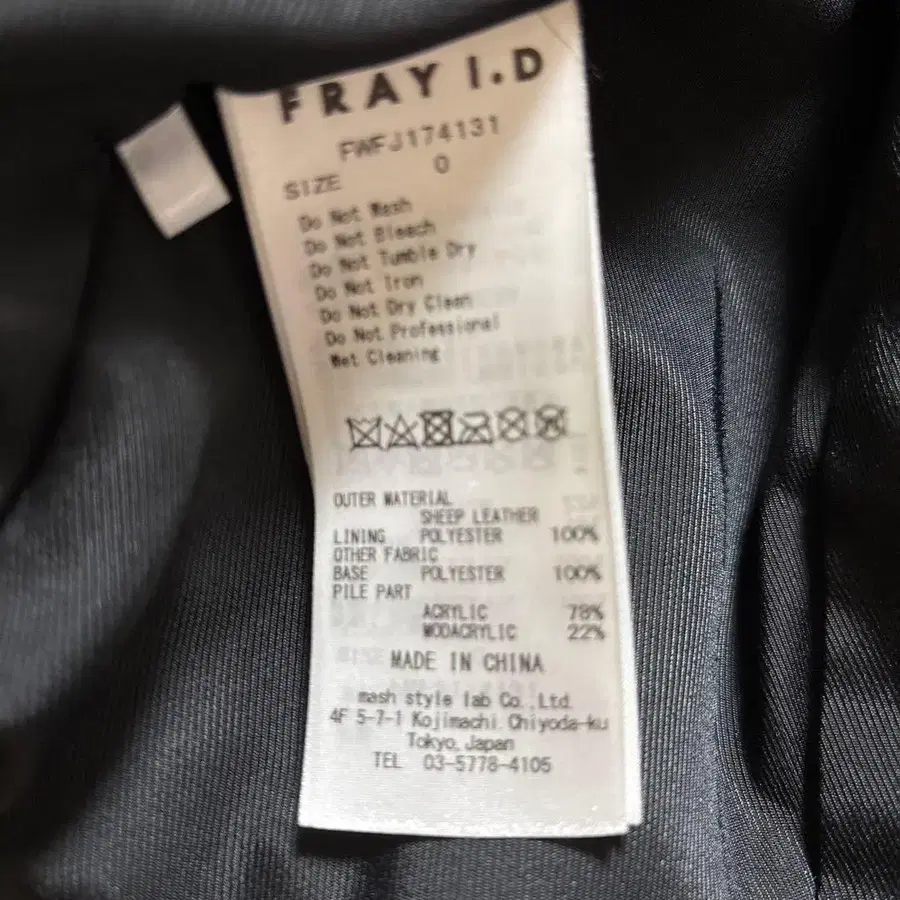 FRAY I.D
FWFJ174131
SIZE 0
Do Not Wash
Do Not Bleach
Do Not Tumble Dry
Do Not Iron
Do Not Dry Clean
Do Not Professional
Wet Cleaning
OUTER MATERIAL
SHEEP LEATHER
LINING POLYESTER 100%
OTHER FABRIC
BASE POLYESTER 100%
PILE PART
ACRYLIC 78%
MODACRYLIC 22%
MADE IN CHINA
mash style lab Co.,Ltd.
4F 5-7-1 Kojimachi, Chiyoda-ku
Tokyo, Japan
TEL 03-5778-4105